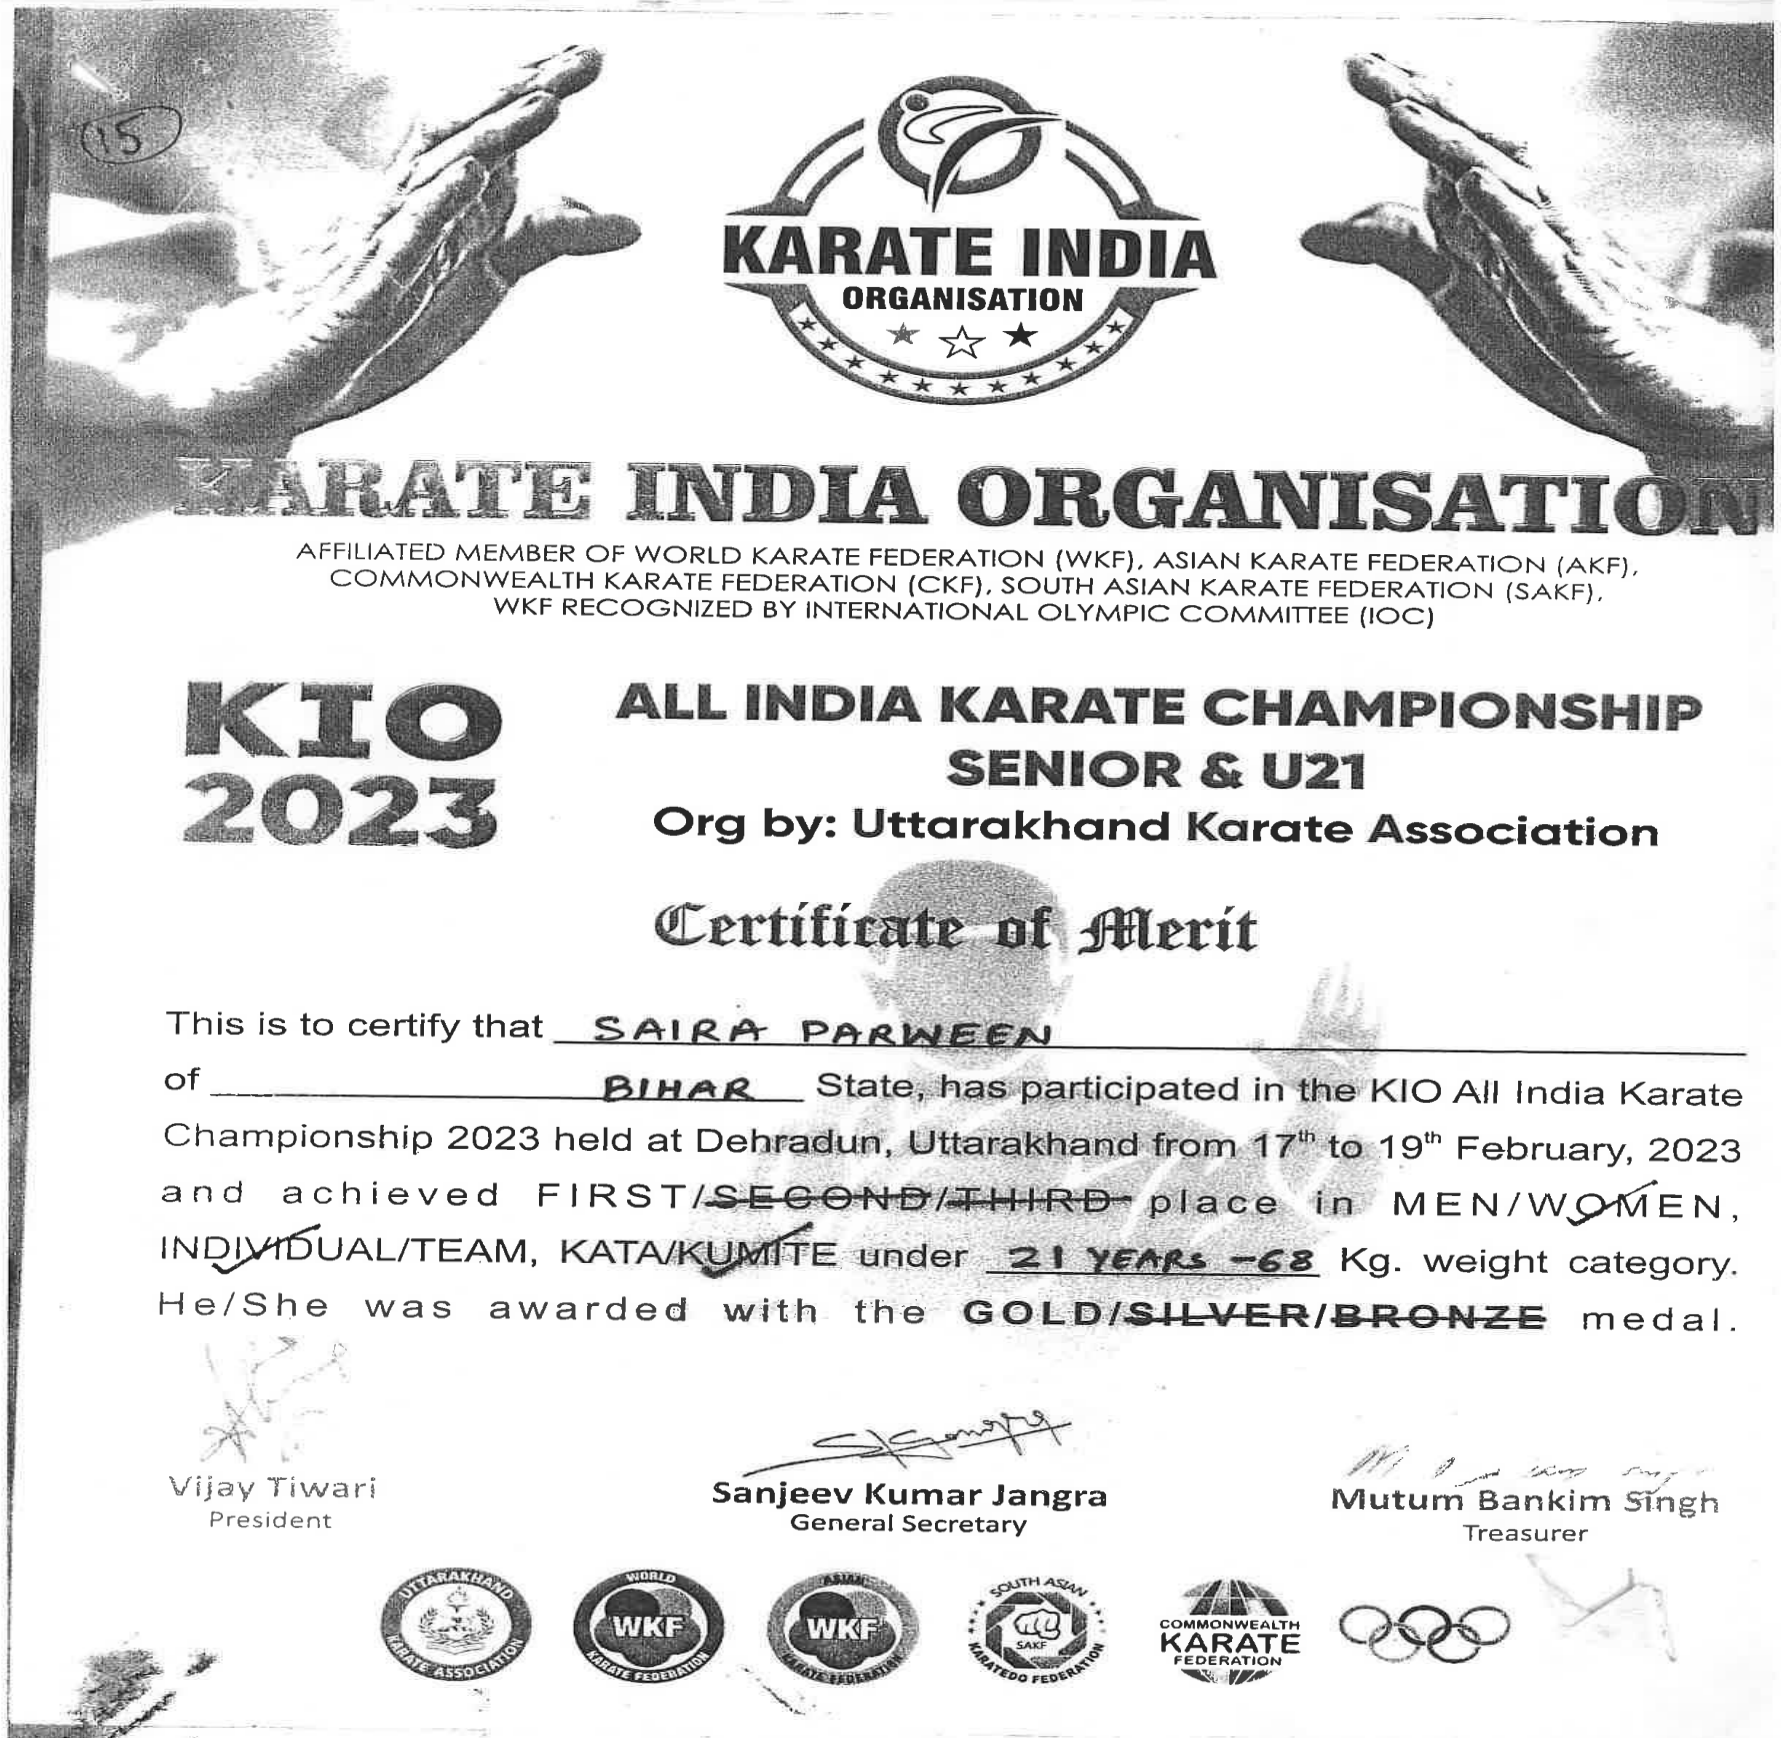 15
KARATE INDIA
ORGANISATION
KARATE INDIA ORGANISATION
AFFILIATED MEMBER OF WORLD KARATE FEDERATION (WKF), ASIAN KARATE FEDERATION (AKF),
COMMONWEALTH KARATE FEDERATION (CKF), SOUTH ASIAN KARATE FEDERATION (SAKF),
WKF RECOGNIZED BY INTERNATIONAL OLYMPIC COMMITTEE (IOC)
KIO
2023
ALL INDIA KARATE CHAMPIONSHIP
SENIOR & U21
Org by: Uttarakhand Karate Association
Certificate of Merit
This is to certify that SAIRA PARWEEN
of BIHAR State, has participated in the KIO All India Karate
Championship 2023 held at Dehradun, Uttarakhand from 17th to 19th February, 2023
and achieved FIRST/SECOND/THIRD place in MEN/WOMEN,
INDIVIDUAL/TEAM, KATA/KUMITE under 21 YEARS -68 Kg. weight category.
He/She was awarded with the GOLD/SILVER/BRONZE medal.
Vijay Tiwari
President
Sanjeev Kumar Jangra
General Secretary
Mutum Bankim Singh
Treasurer
UTTARAKHAND
KARATE ASSOCIATION
WORLD
WKF
KARATE FEDERATION
ASIAN
WKF
KARATE FEDERATION
SOUTH ASIAN
SAKF
KARATEDO FEDERATION
COMMONWEALTH
KARATE
FEDERATION